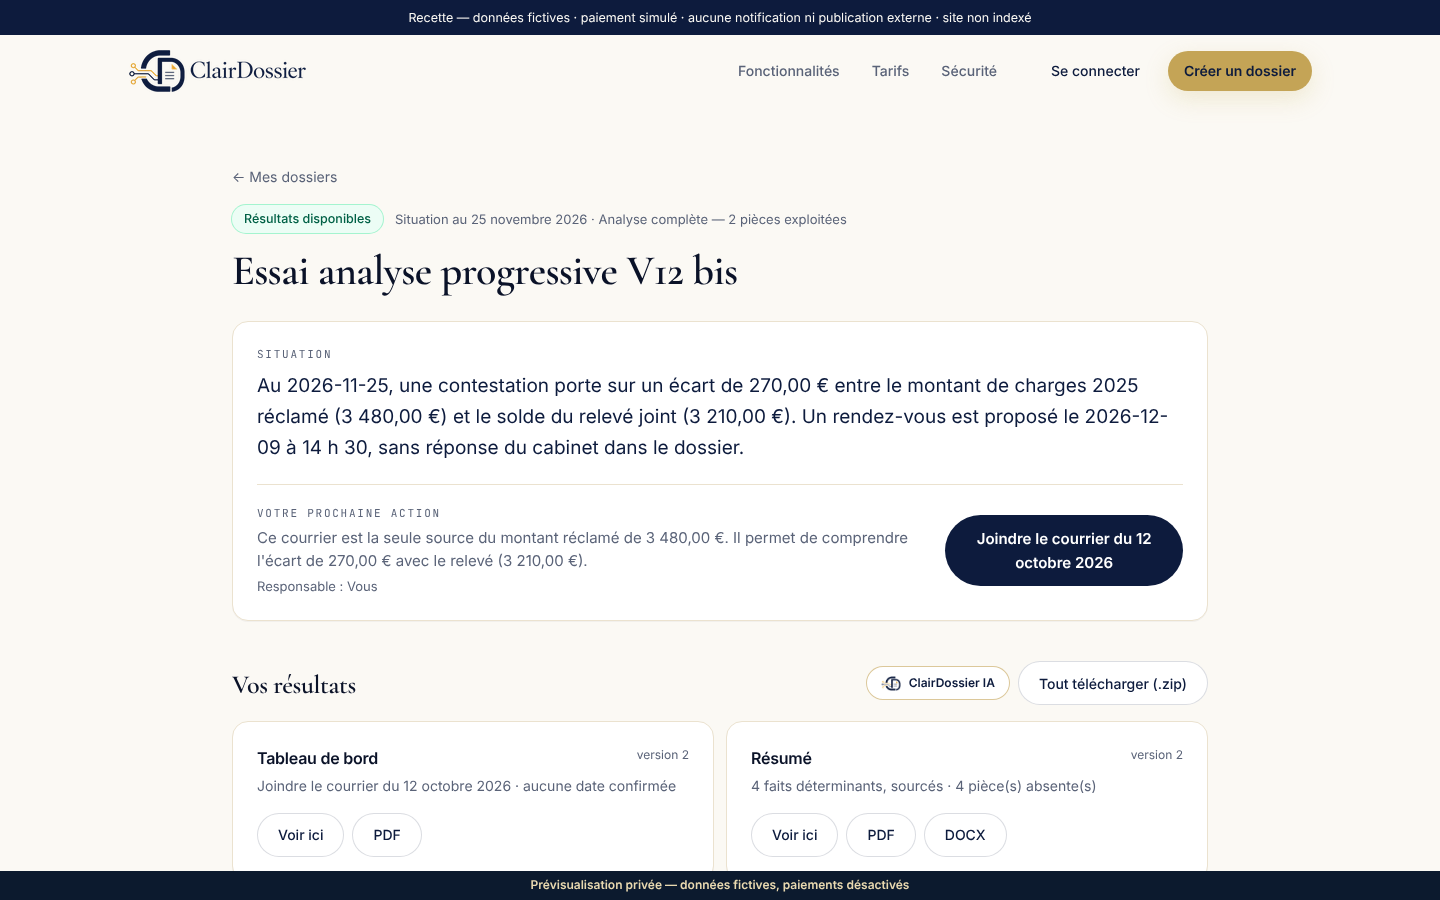 Recette — données fictives · paiement simulé · aucune notification ni publication externe · site non indexé
ClairDossier
Fonctionnalités
Tarifs
Sécurité
Se connecter
Créer un dossier
← Mes dossiers
Résultats disponibles
Situation au 25 novembre 2026 · Analyse complète — 2 pièces exploitées
Essai analyse progressive V12 bis
SITUATION
Au 2026-11-25, une contestation porte sur un écart de 270,00 € entre le montant de charges 2025
réclamé (3 480,00 €) et le solde du relevé joint (3 210,00 €). Un rendez-vous est proposé le 2026-12-
09 à 14 h 30, sans réponse du cabinet dans le dossier.
VOTRE PROCHAINE ACTION
Ce courrier est la seule source du montant réclamé de 3 480,00 €. Il permet de comprendre
l'écart de 270,00 € avec le relevé (3 210,00 €).
Responsable : Vous
Joindre le courrier du 12
octobre 2026
Vos résultats
ClairDossier IA
Tout télécharger (.zip)
Tableau de bord
version 2
Joindre le courrier du 12 octobre 2026 · aucune date confirmée
Voir ici
PDF
Résumé
version 2
4 faits déterminants, sourcés · 4 pièce(s) absente(s)
Voir ici
PDF
DOCX
Prévisualisation privée — données fictives, paiements désactivés